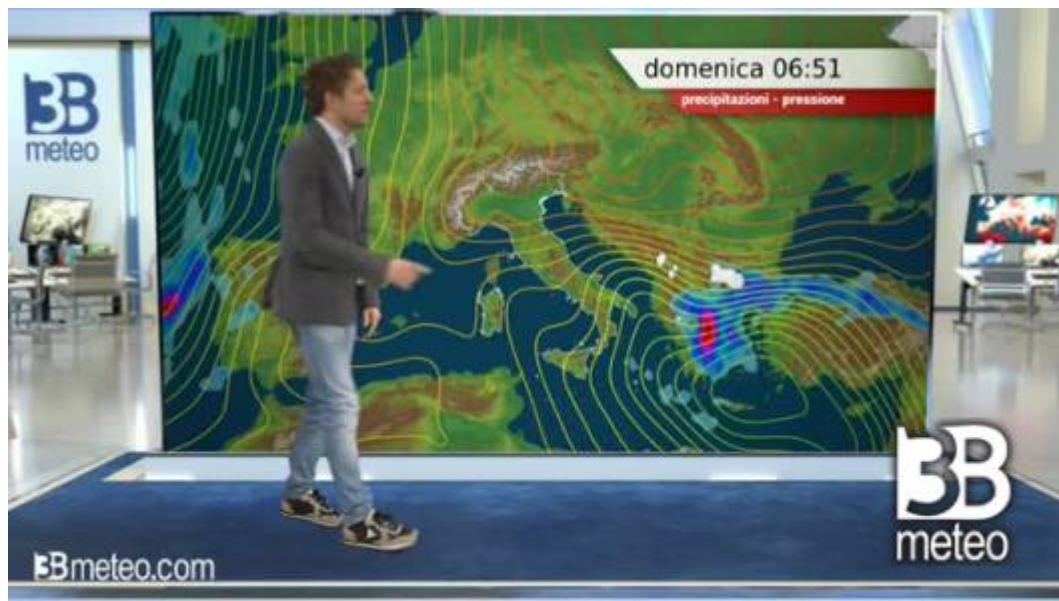 3B
meteo
domenica 06:51
precipitazioni - pressione
3B
meteo
3Bmeteo.com